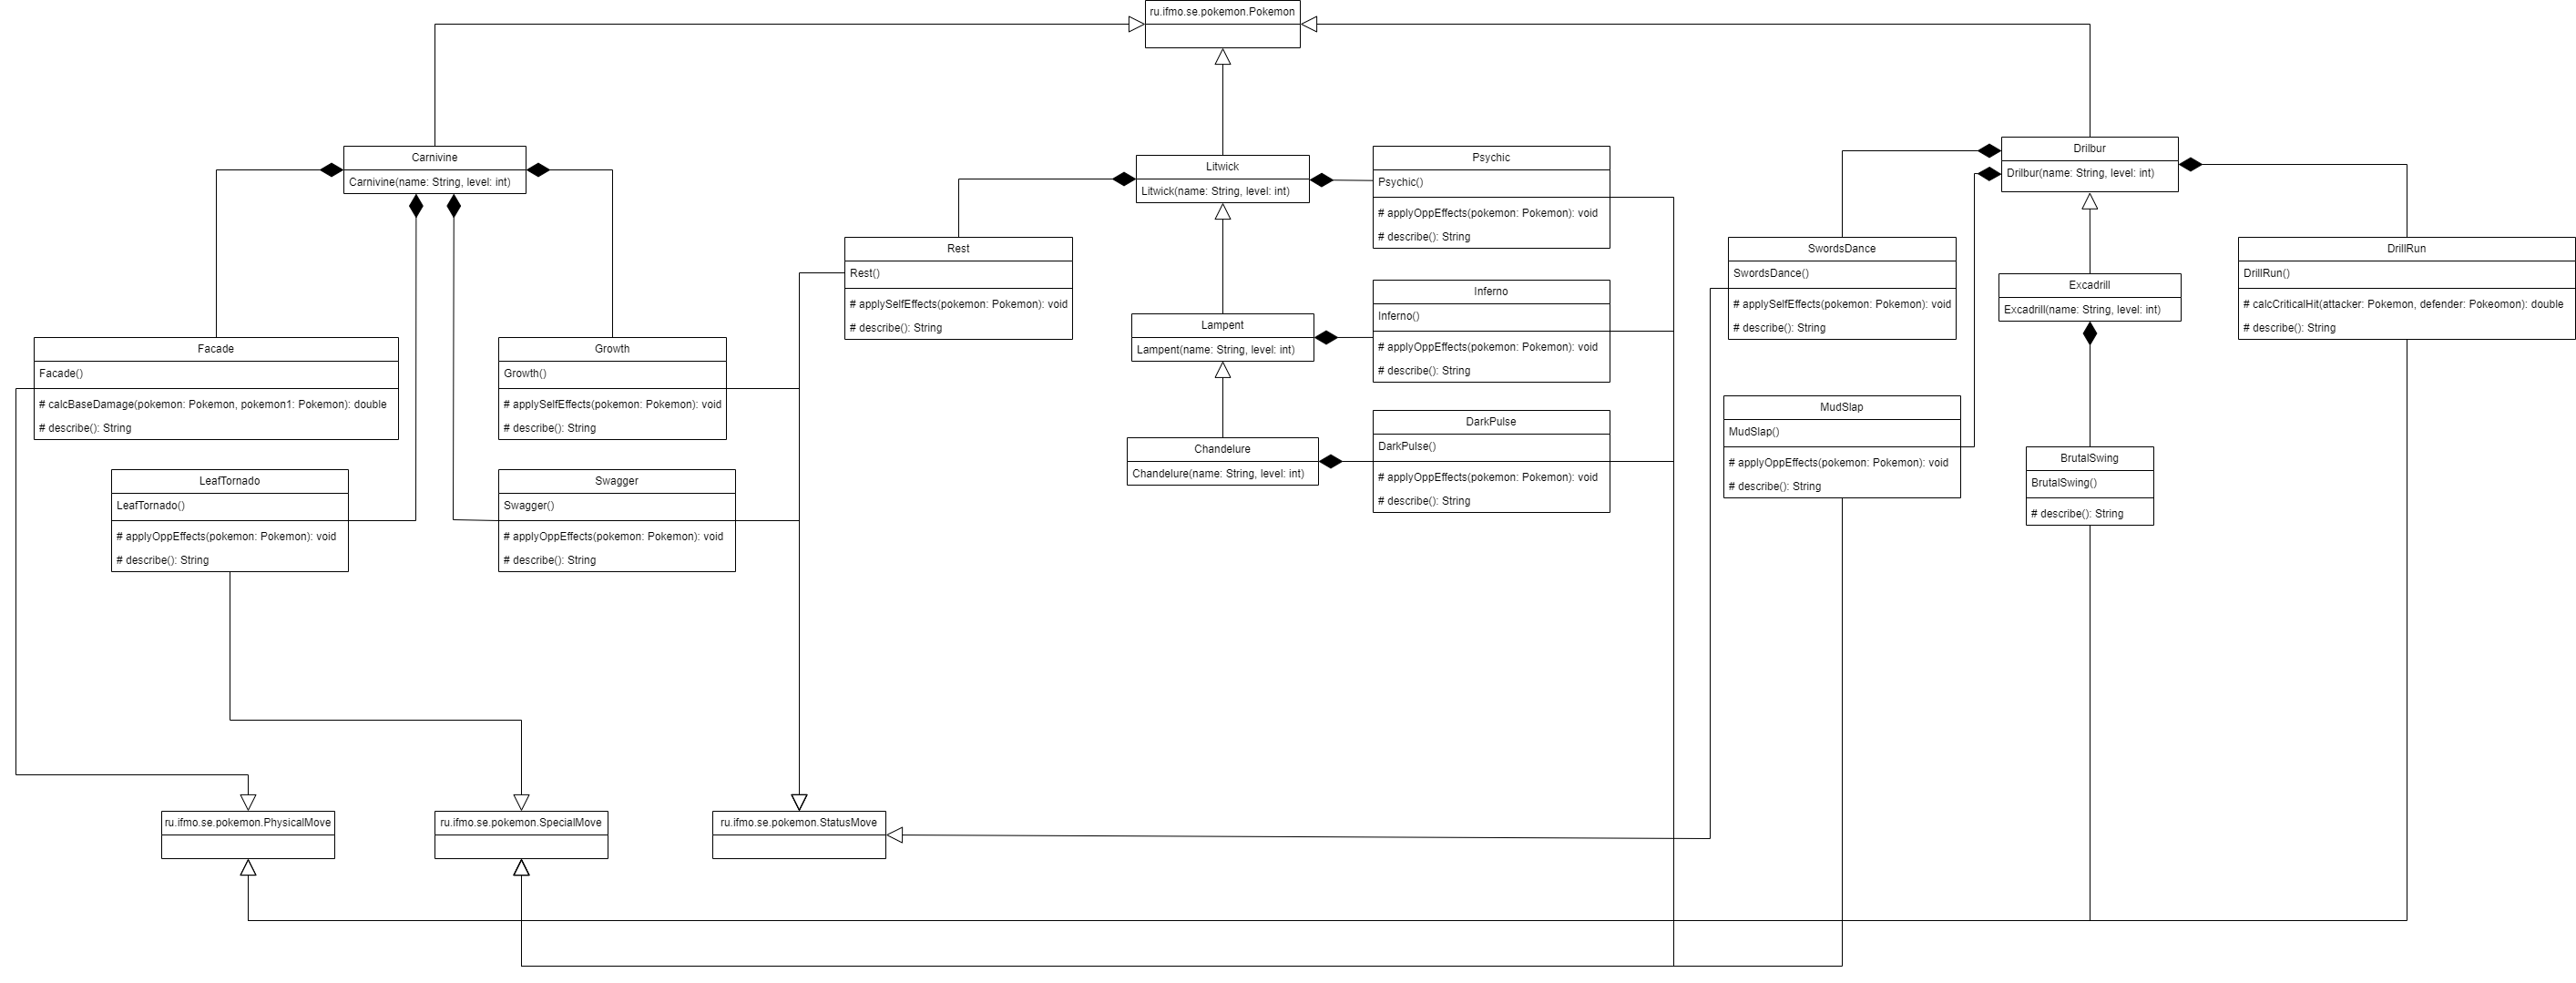 ru.ifmo.se.pokemon.Pokemon
Carnivine
Carnivine(name: String, level: int)
Litwick
Litwick(name: String, level: int)
Psychic
Psychic()
# applyOppEffects(pokemon: Pokemon): void
# describe(): String
Drilbur
Drilbur(name: String, level: int)
Rest
Rest()
# applySelfEffects(pokemon: Pokemon): void
# describe(): String
SwordsDance
SwordsDance()
# applySelfEffects(pokemon: Pokemon): void
# describe(): String
DrillRun
DrillRun()
# calcCriticalHit(attacker: Pokemon, defender: Pokeomon): double
# describe(): String
Excadrill
Excadrill(name: String, level: int)
Inferno
Inferno()
# applyOppEffects(pokemon: Pokemon): void
# describe(): String
Lampent
Lampent(name: String, level: int)
Facade
Facade()
# calcBaseDamage(pokemon: Pokemon, pokemon1: Pokemon): double
# describe(): String
Growth
Growth()
# applySelfEffects(pokemon: Pokemon): void
# describe(): String
MudSlap
MudSlap()
# applyOppEffects(pokemon: Pokemon): void
# describe(): String
DarkPulse
DarkPulse()
# applyOppEffects(pokemon: Pokemon): void
# describe(): String
Chandelure
Chandelure(name: String, level: int)
BrutalSwing
BrutalSwing()
# describe(): String
LeafTornado
LeafTornado()
# applyOppEffects(pokemon: Pokemon): void
# describe(): String
Swagger
Swagger()
# applyOppEffects(pokemon: Pokemon): void
# describe(): String
ru.ifmo.se.pokemon.PhysicalMove
ru.ifmo.se.pokemon.SpecialMove
ru.ifmo.se.pokemon.StatusMove